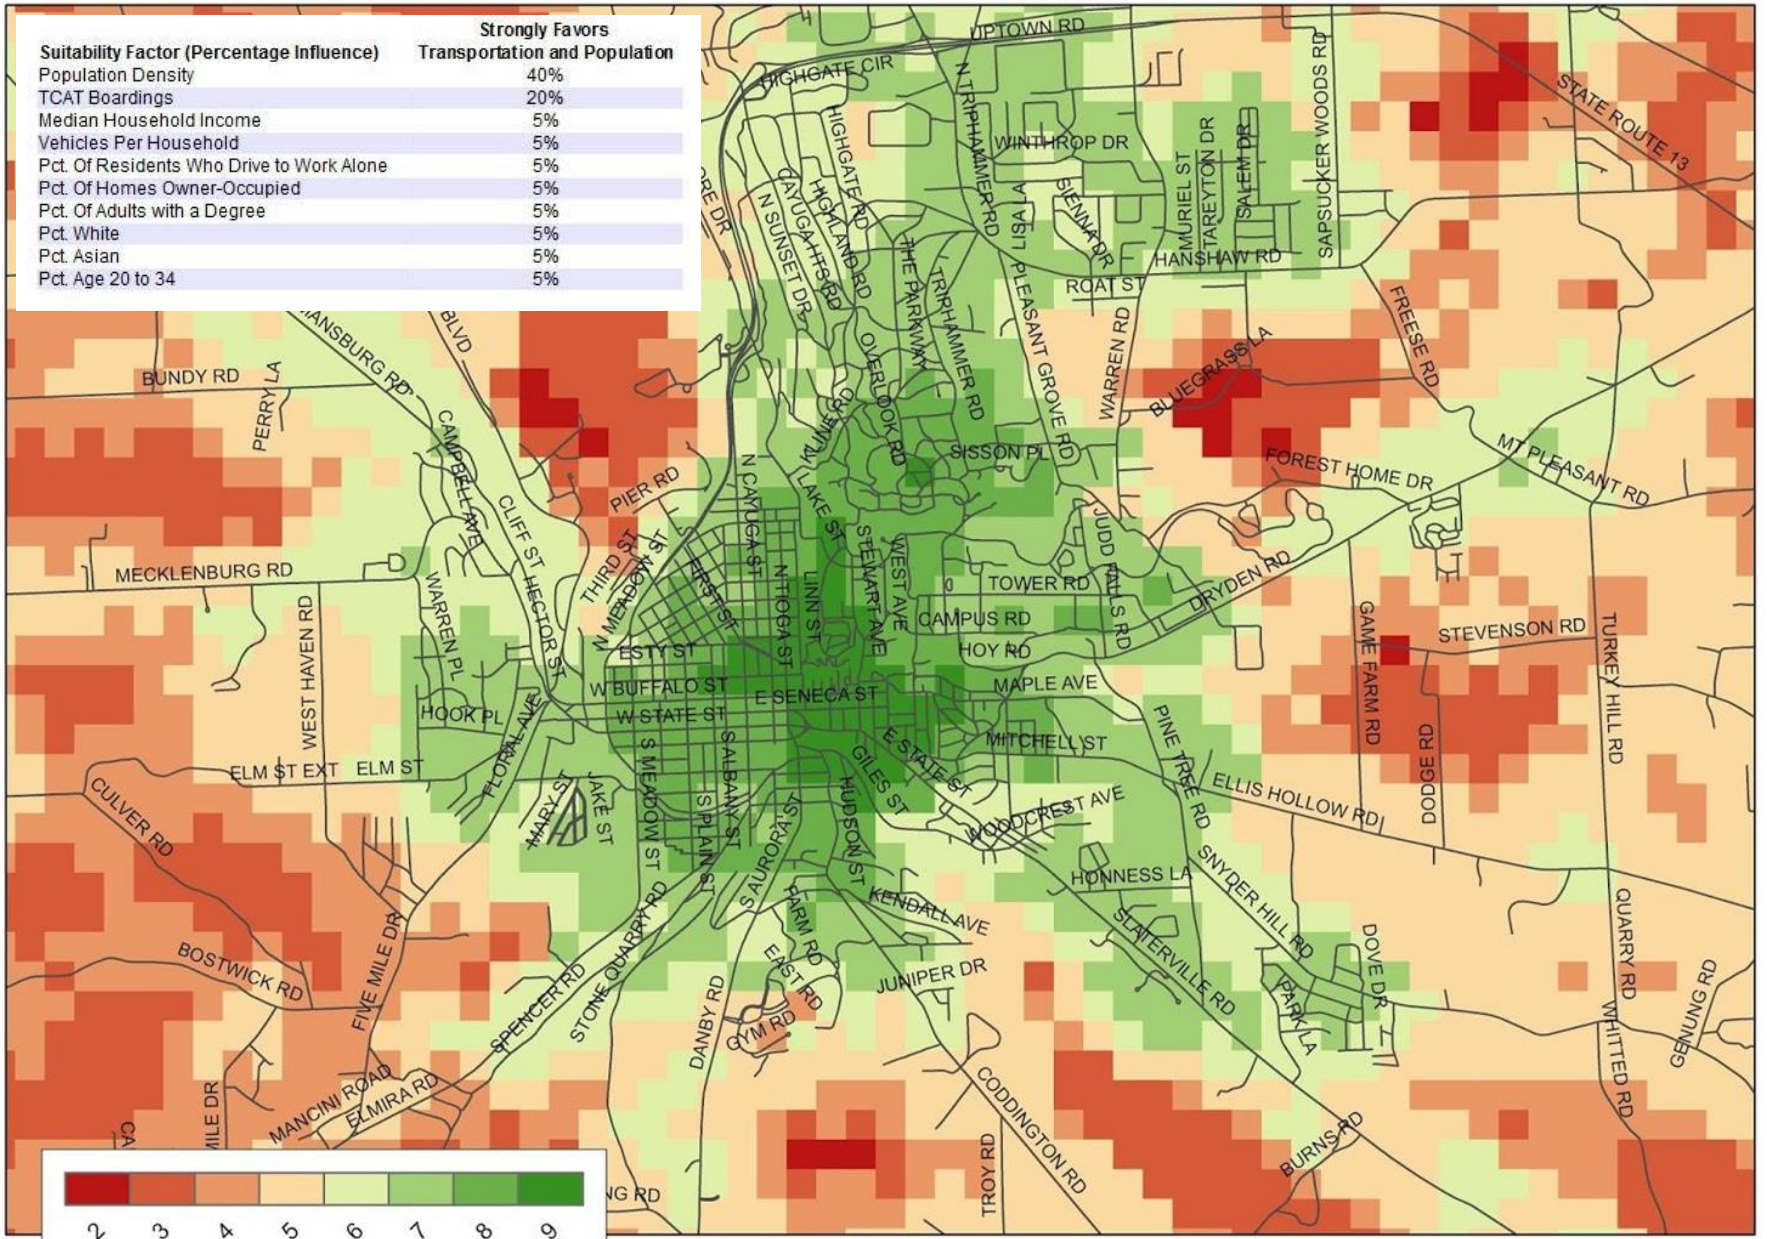 Strongly Favors
Suitability Factor (Percentage Influence) Transportation and Population
Population Density 40%
TCAT Boardings 20%
Median Household Income 5%
Vehicles Per Household 5%
Pct. Of Residents Who Drive to Work Alone 5%
Pct. Of Homes Owner-Occupied 5%
Pct. Of Adults with a Degree 5%
Pct. White 5%
Pct. Asian 5%
Pct. Age 20 to 34 5%
UPTOWN RD
HIGHGATE CIR
N TRIPHAMMER RD
STATE ROUTE 13
SAPSUCKER WOODS RD
HIGHGATE RD
WINTHROP DR
MURIEL ST
TAREYTON DR
SALEM DR
ORE DR
CAYUGA HTS RD
HIGHLAND RD
N SUNSET DR
LISA LA
SIENNA DR
HANSHAW RD
THE PARKWAY
TRIPHAMMER RD
PLEASANT GROVE RD
ROAT ST
WARREN RD
FREESE RD
BLUEGRASS LA
MANSBURG RD
BLVD
BUNDY RD
PERRY LA
OVERLOOK RD
KLINE RD
CAMPBELL AVE
SISSON PL
FOREST HOME DR
MT PLEASANT RD
N CAYUGA ST
LAKE ST
PIER RD
CLIFF ST
THIRD ST
N MEADOW ST
FIRST ST
STEWART AVE
WEST AVE
JUDD FALLS RD
DRYDEN RD
MECKLENBURG RD
WARREN PL
HECTOR ST
N TIOGA ST
LINN ST
TOWER RD
CAMPUS RD
HOY RD
GAME FARM RD
STEVENSON RD
TURKEY HILL RD
WEST HAVEN RD
ESTY ST
W BUFFALO ST
E SENECA ST
MAPLE AVE
HOOK PL
W STATE ST
FLORAL AVE
E STATE ST
MITCHELL ST
PINE TREE RD
DODGE RD
ELM ST EXT
ELM ST
CULVER RD
MARY ST
JAKE ST
S MEADOW ST
S ALBANY ST
S PLAIN ST
S AURORA ST
HUDSON ST
GILES ST
WOODCREST AVE
ELLIS HOLLOW RD
HONNESS LA
SNYDER HILL RD
KENDALL AVE
FARM RD
SLATERVILLE RD
DOVE DR
QUARRY RD
BOSTWICK RD
FIVE MILE DR
SPENCER RD
STONE QUARRY RD
EAST RD
JUNIPER DR
DANBY RD
GYM RD
PARK LA
WHITTED RD
GENUNG RD
MANCINI ROAD
ELMIRA RD
CODDINGTON RD
TROY RD
BURNS RD
CA
MILE DR
NG RD
2 3 4 5 6 7 8 9